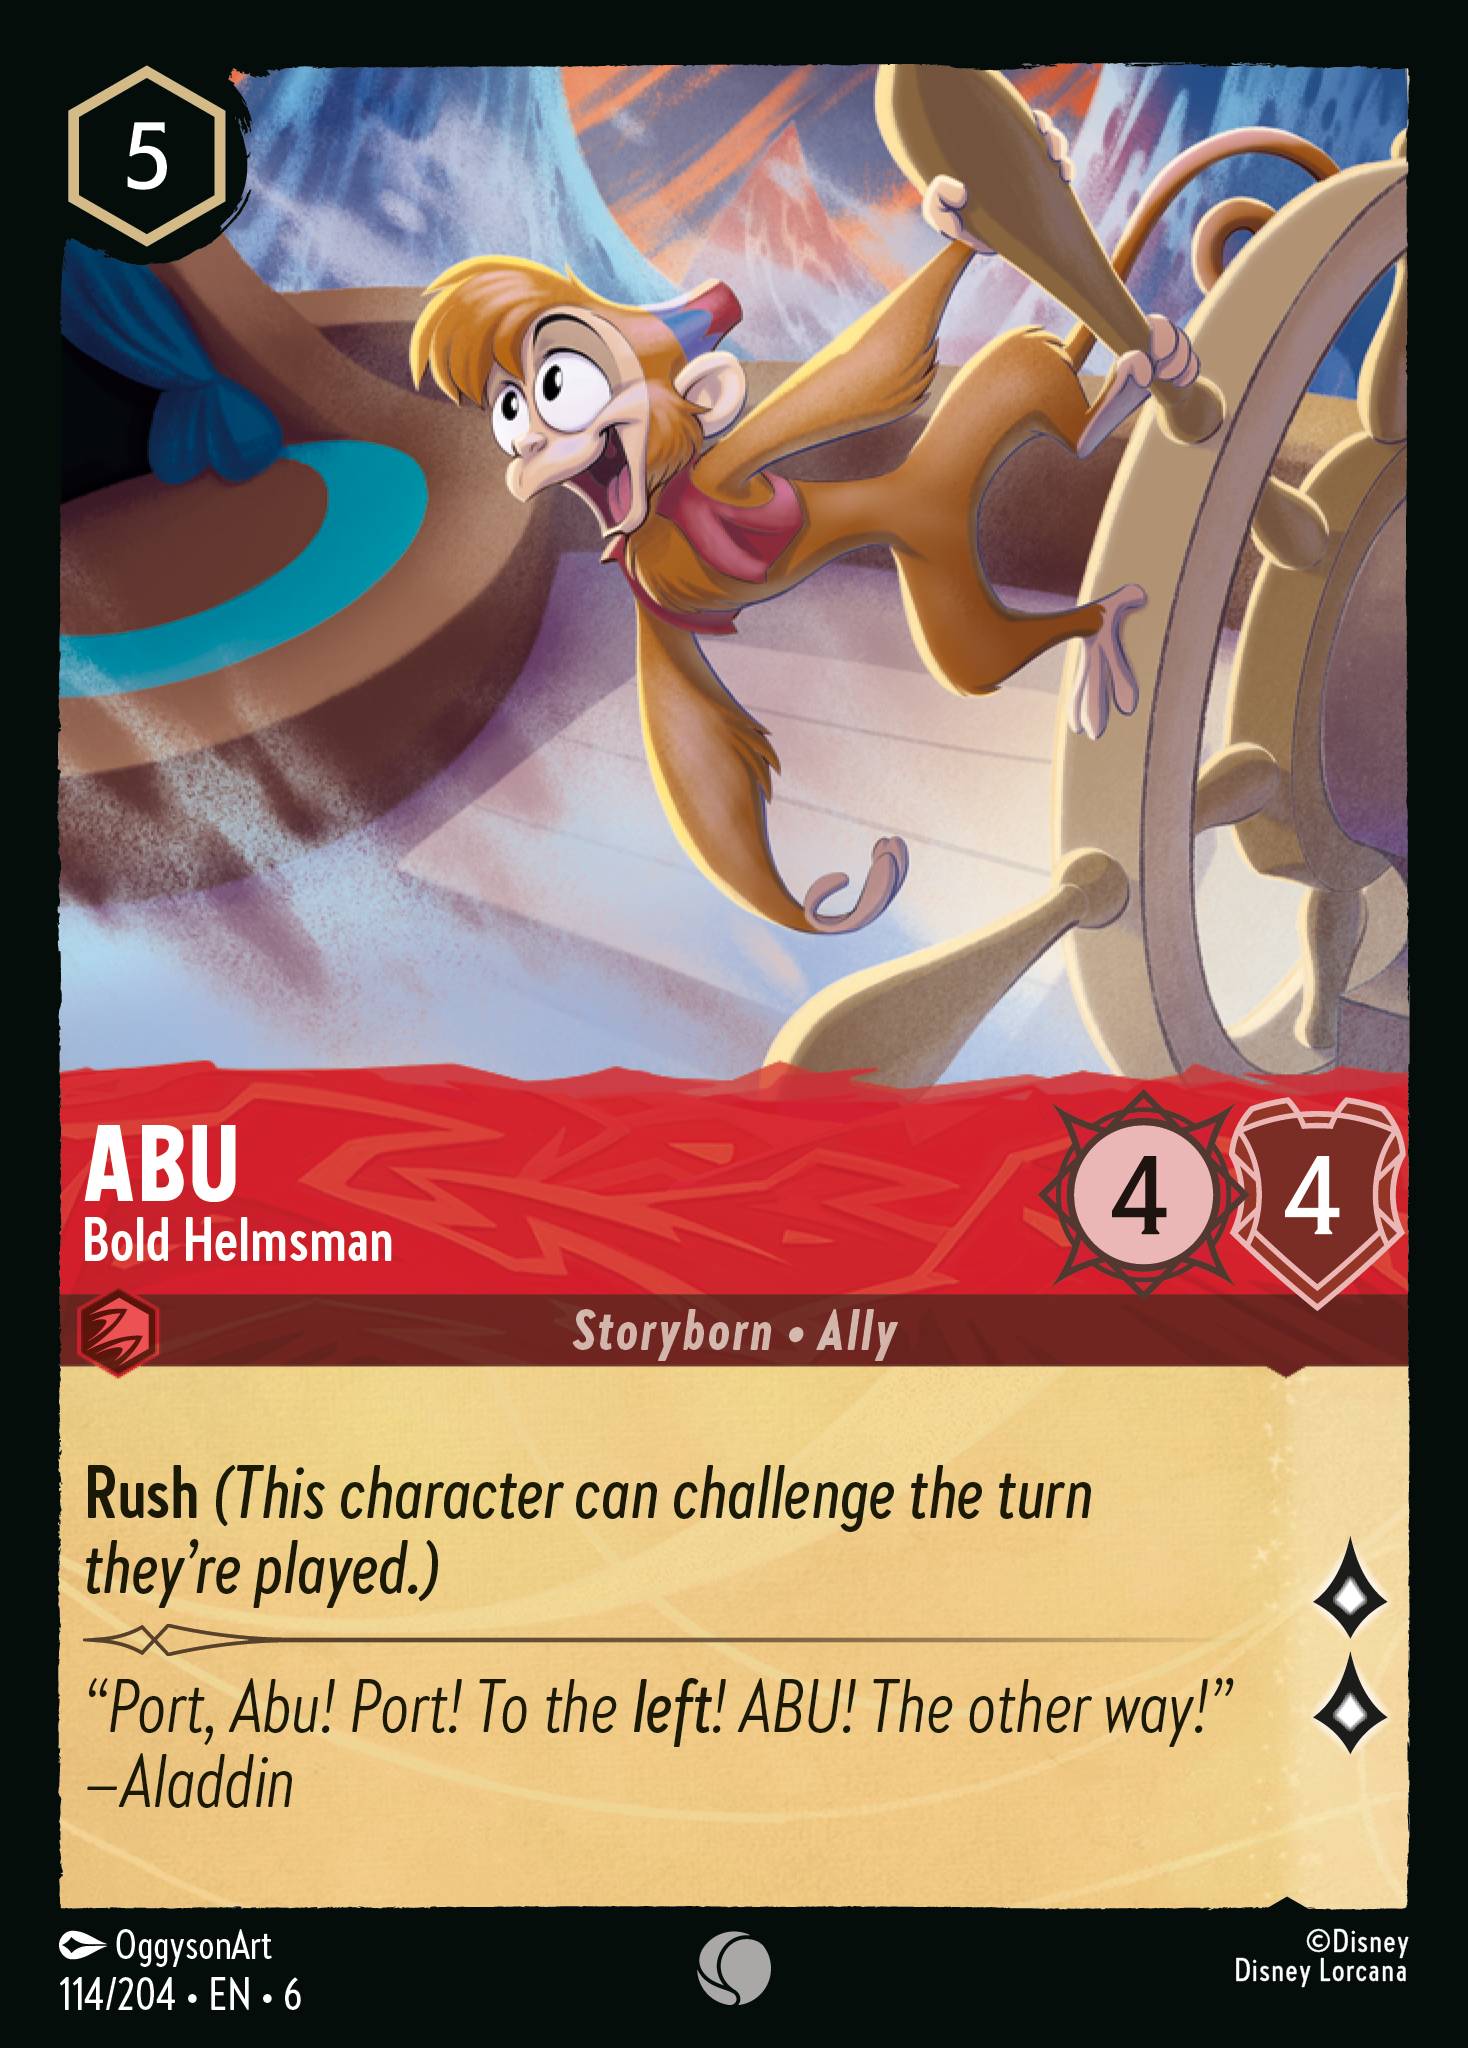 5
ABU
Bold Helmsman
4
4
Storyborn • Ally
Rush (This character can challenge the turn
they’re played.)
“Port, Abu! Port! To the left! ABU! The other way!”
–Aladdin
OggysonArt
114/204 • EN • 6
©Disney
Disney Lorcana